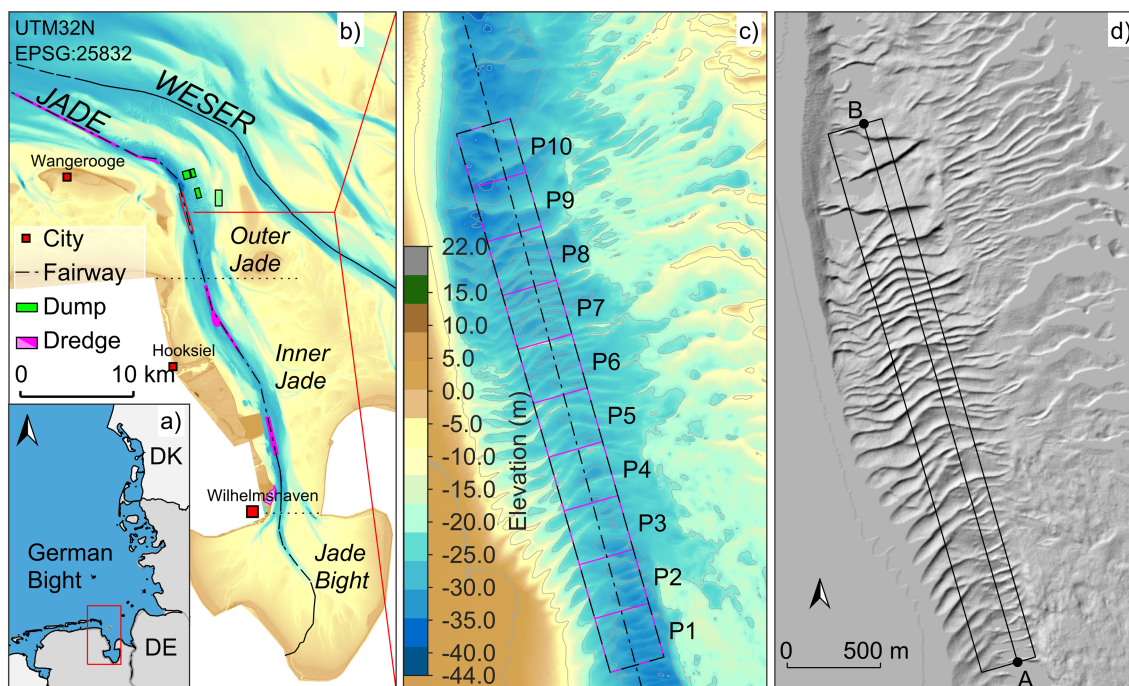 UTM32N
EPSG:25832
b)
WESER
JADE
Wangerooge
Outer
Jade
City
Fairway
Dump
Dredge
0 10 km
Hooksiel
Inner
Jade
Wilhelmshaven
Jade
Bight
a)
DK
German
Bight
DE
c)
P10
P9
P8
P7
P6
P5
P4
P3
P2
P1
22.0
15.0
10.0
5.0
0.0
-5.0
-10.0
-15.0
-20.0
-25.0
-30.0
-35.0
-40.0
-44.0
Elevation (m)
d)
B
A
0 500 m